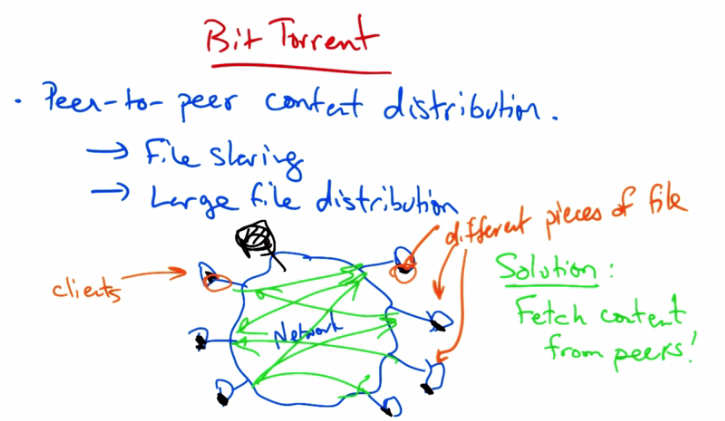 Bit Torrent
• Peer-to-peer content distribution.
→ File sharing
→ Large file distribution
different pieces of file
clients
Network
Solution:
Fetch content
from peers!